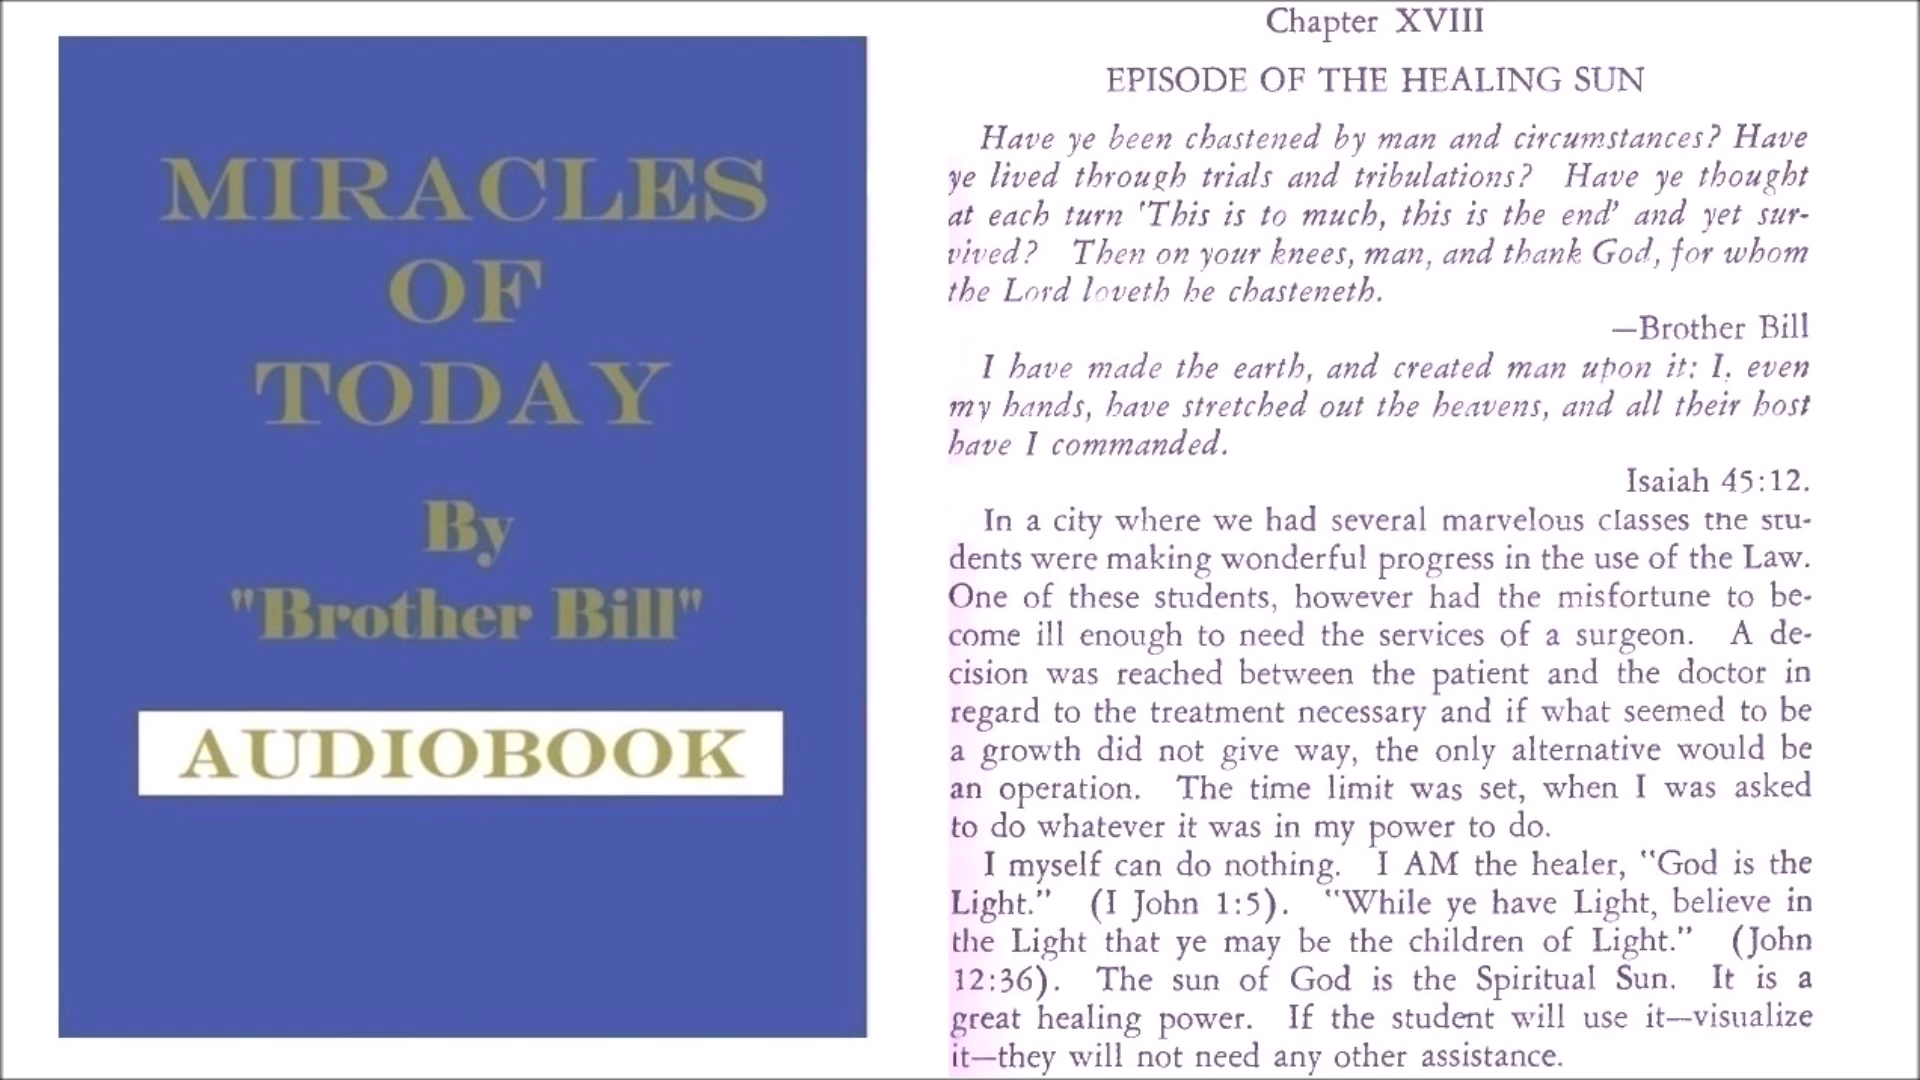 MIRACLES
OF
TODAY
By
"Brother Bill"
AUDIOBOOK
Chapter XVIII
EPISODE OF THE HEALING SUN
Have ye been chastened by man and circumstances? Have
ye lived through trials and tribulations? Have ye thought
at each turn 'This is to much, this is the end' and yet sur-
vived? Then on your knees, man, and thank God, for whom
the Lord loveth he chasteneth.
—Brother Bill
I have made the earth, and created man upon it: I, even
my hands, have stretched out the heavens, and all their host
have I commanded.
Isaiah 45:12.
In a city where we had several marvelous classes the stu-
dents were making wonderful progress in the use of the Law.
One of these students, however had the misfortune to be-
come ill enough to need the services of a surgeon. A de-
cision was reached between the patient and the doctor in
regard to the treatment necessary and if what seemed to be
a growth did not give way, the only alternative would be
an operation. The time limit was set, when I was asked
to do whatever it was in my power to do.
I myself can do nothing. I AM the healer, "God is the
Light." (I John 1:5). "While ye have Light, believe in
the Light that ye may be the children of Light." (John
12:36). The sun of God is the Spiritual Sun. It is a
great healing power. If the student will use it—visualize
it—they will not need any other assistance.